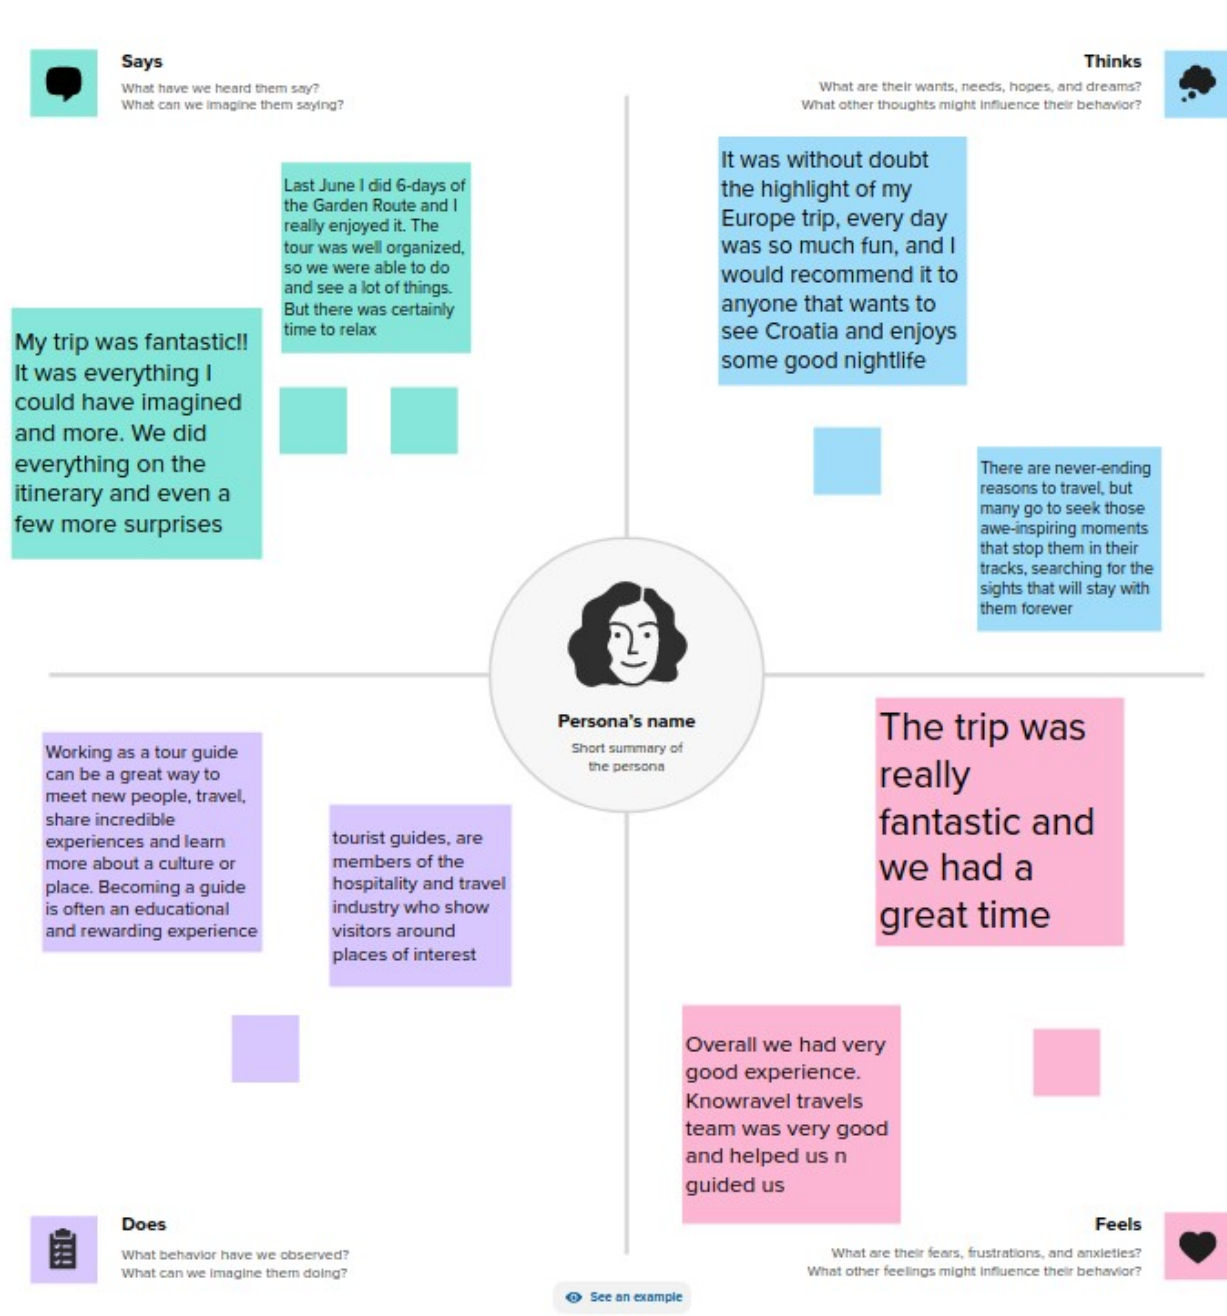 Says
What have we heard them say?
What can we imagine them saying?
Thinks
What are their wants, needs, hopes, and dreams?
What other thoughts might influence their behavior?
Last June I did 6-days of
the Garden Route and I
really enjoyed it. The
tour was well organized,
so we were able to do
and see a lot of things.
But there was certainly
time to relax
My trip was fantastic!!
It was everything I
could have imagined
and more. We did
everything on the
itinerary and even a
few more surprises
It was without doubt
the highlight of my
Europe trip, every day
was so much fun, and I
would recommend it to
anyone that wants to
see Croatia and enjoys
some good nightlife
There are never-ending
reasons to travel, but
many go to seek those
awe-inspiring moments
that stop them in their
tracks, searching for the
sights that will stay with
them forever
Persona's name
Short summary of
the persona
Working as a tour guide
can be a great way to
meet new people, travel,
share incredible
experiences and learn
more about a culture or
place. Becoming a guide
is often an educational
and rewarding experience
tourist guides, are
members of the
hospitality and travel
industry who show
visitors around
places of interest
The trip was
really
fantastic and
we had a
great time
Overall we had very
good experience.
Knowravel travels
team was very good
and helped us n
guided us
Does
What behavior have we observed?
What can we imagine them doing?
Feels
What are their fears, frustrations, and anxieties?
What other feelings might influence their behavior?
See an example